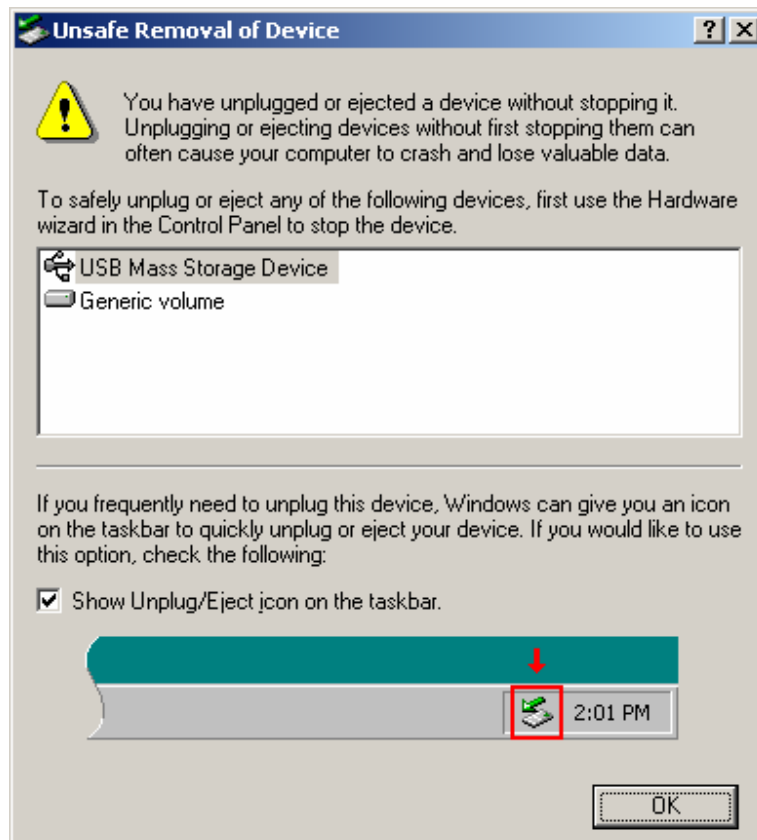 Unsafe Removal of Device
You have unplugged or ejected a device without stopping it.
Unplugging or ejecting devices without first stopping them can
often cause your computer to crash and lose valuable data.
To safely unplug or eject any of the following devices, first use the Hardware
wizard in the Control Panel to stop the device.
USB Mass Storage Device
Generic volume
If you frequently need to unplug this device, Windows can give you an icon
on the taskbar to quickly unplug or eject your device. If you would like to use
this option, check the following:
Show Unplug/Eject icon on the taskbar.
2:01 PM
OK